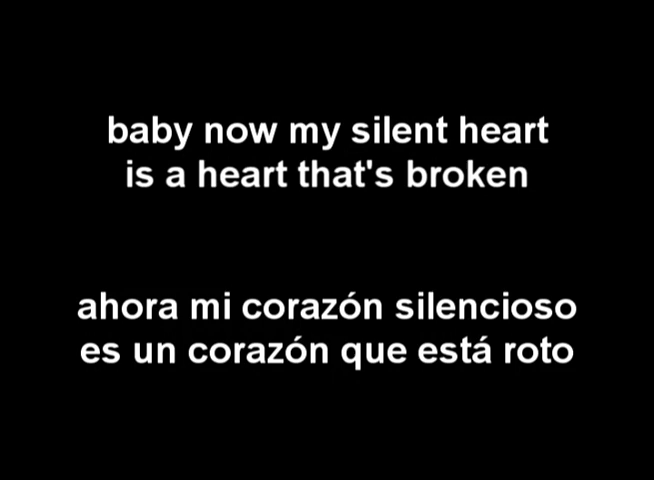 baby now my silent heart
is a heart that's broken
ahora mi corazón silencioso
es un corazón que está roto